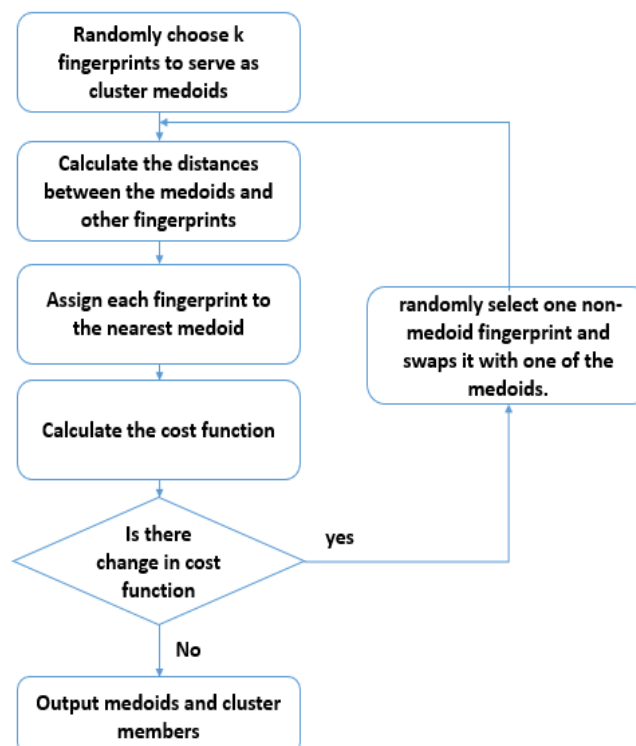 Randomly choose k
fingerprints to serve as
cluster medoids
Calculate the distances
between the medoids and
other fingerprints
Assign each fingerprint to
the nearest medoid
randomly select one non-
medoid fingerprint and
swaps it with one of the
medoids.
Calculate the cost function
Is there
change in cost
function
yes
No
Output medoids and cluster
members